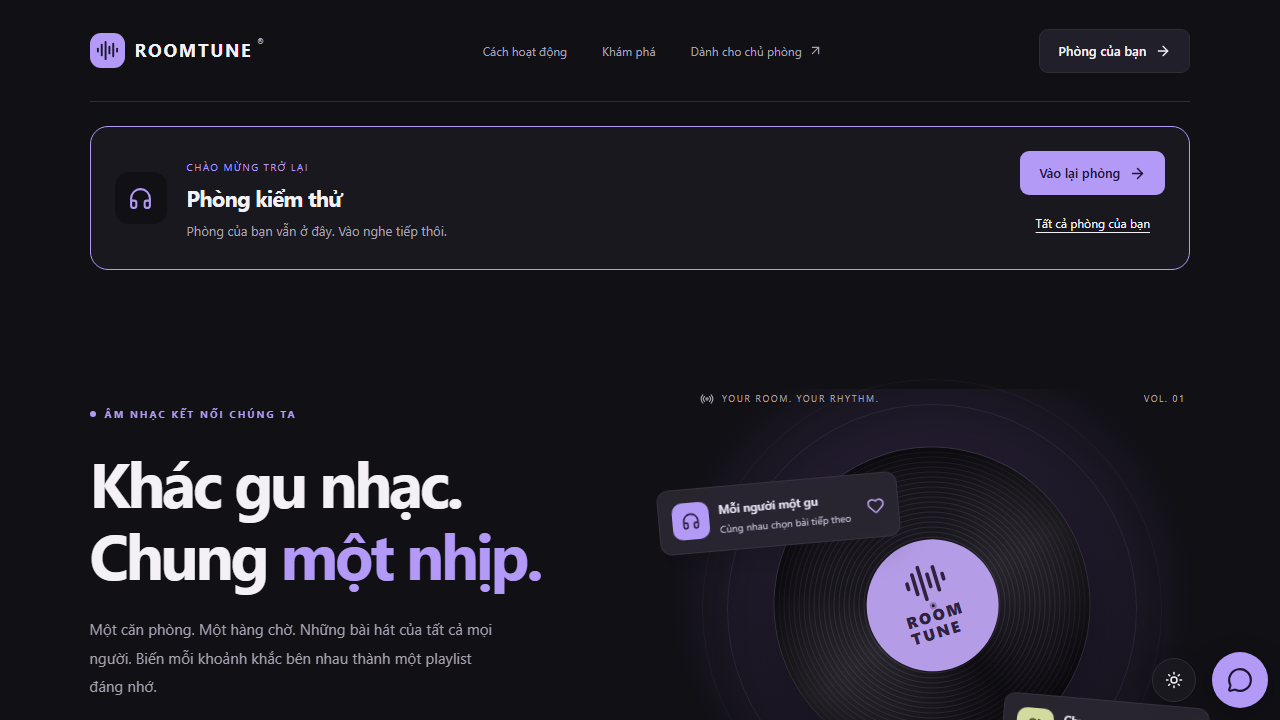 ROOMTUNE ®
Cách hoạt động
Khám phá
Dành cho chủ phòng
Phòng của bạn
CHÀO MỪNG TRỞ LẠI
Phòng kiểm thử
Phòng của bạn vẫn ở đây. Vào nghe tiếp thôi.
Vào lại phòng
Tất cả phòng của bạn
ÂM NHẠC KẾT NỐI CHÚNG TA
Khác gu nhạc.
Chung một nhịp.
Một căn phòng. Một hàng chờ. Những bài hát của tất cả mọi
người. Biến mỗi khoảnh khắc bên nhau thành một playlist
đáng nhớ.
YOUR ROOM. YOUR RHYTHM.
VOL. 01
Mỗi người một gu
Cùng nhau chọn bài tiếp theo
ROOM
TUNE